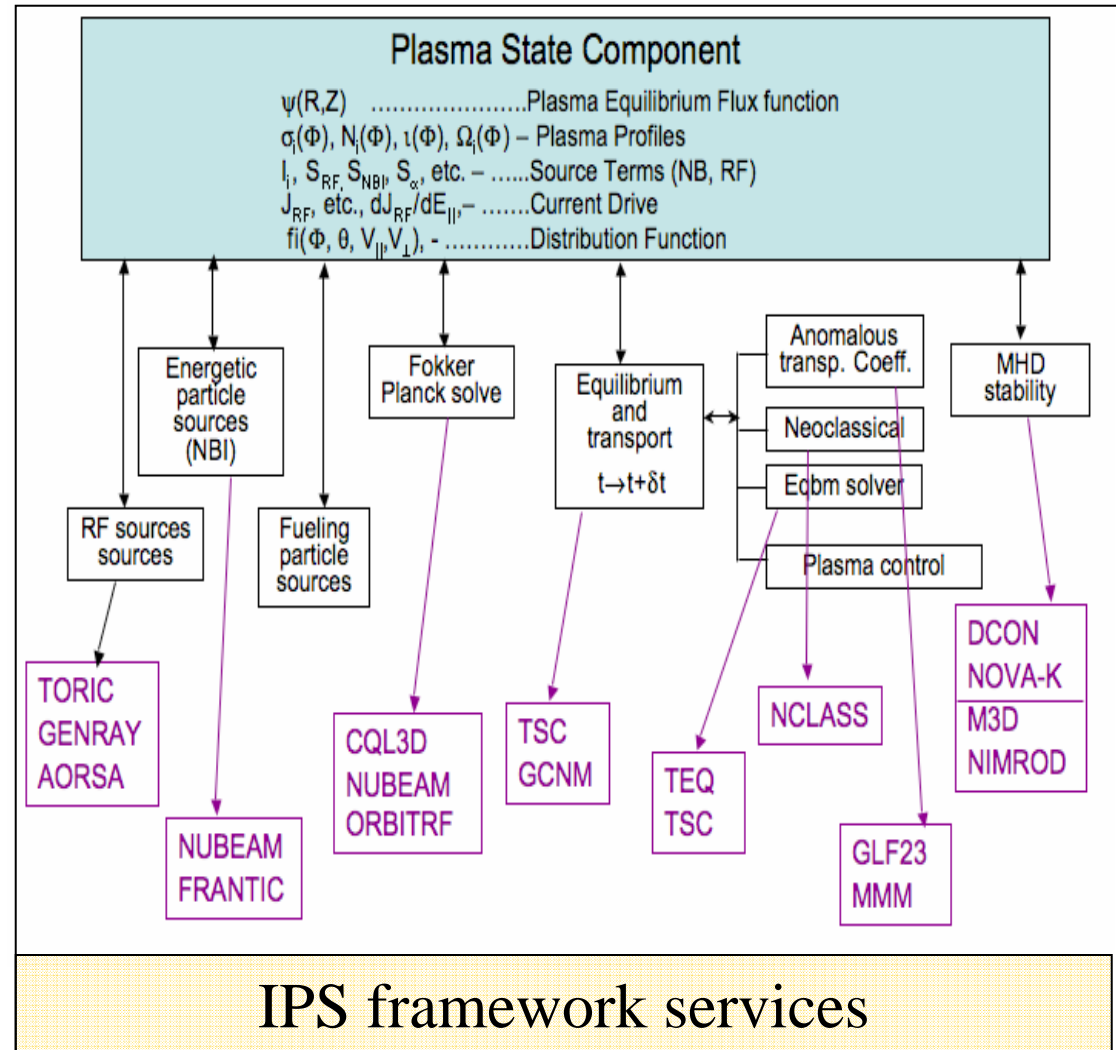 Plasma State Component
ψ(R,Z) ......................Plasma Equilibrium Flux function
σi(Φ), Ni(Φ), ι(Φ), Ωi(Φ) – Plasma Profiles
Ii, SRF, SNBI, Sα, etc. – ......Source Terms (NB, RF)
JRF, etc., dJRF/dE||,– .......Current Drive
fi(Φ, θ, V||,V⊥), - ............Distribution Function
Energetic
particle
sources
(NBI)
Fokker
Planck solve
Equilibrium
and
transport
t→t+δt
Anomalous
transp. Coeff.
Neoclassical
Eqbm solver
Plasma control
MHD
stability
RF sources
sources
Fueling
particle
sources
TORIC
GENRAY
AORSA
NUBEAM
FRANTIC
CQL3D
NUBEAM
ORBITRF
TSC
GCNM
TEQ
TSC
NCLASS
GLF23
MMM
DCON
NOVA-K
M3D
NIMROD
IPS framework services